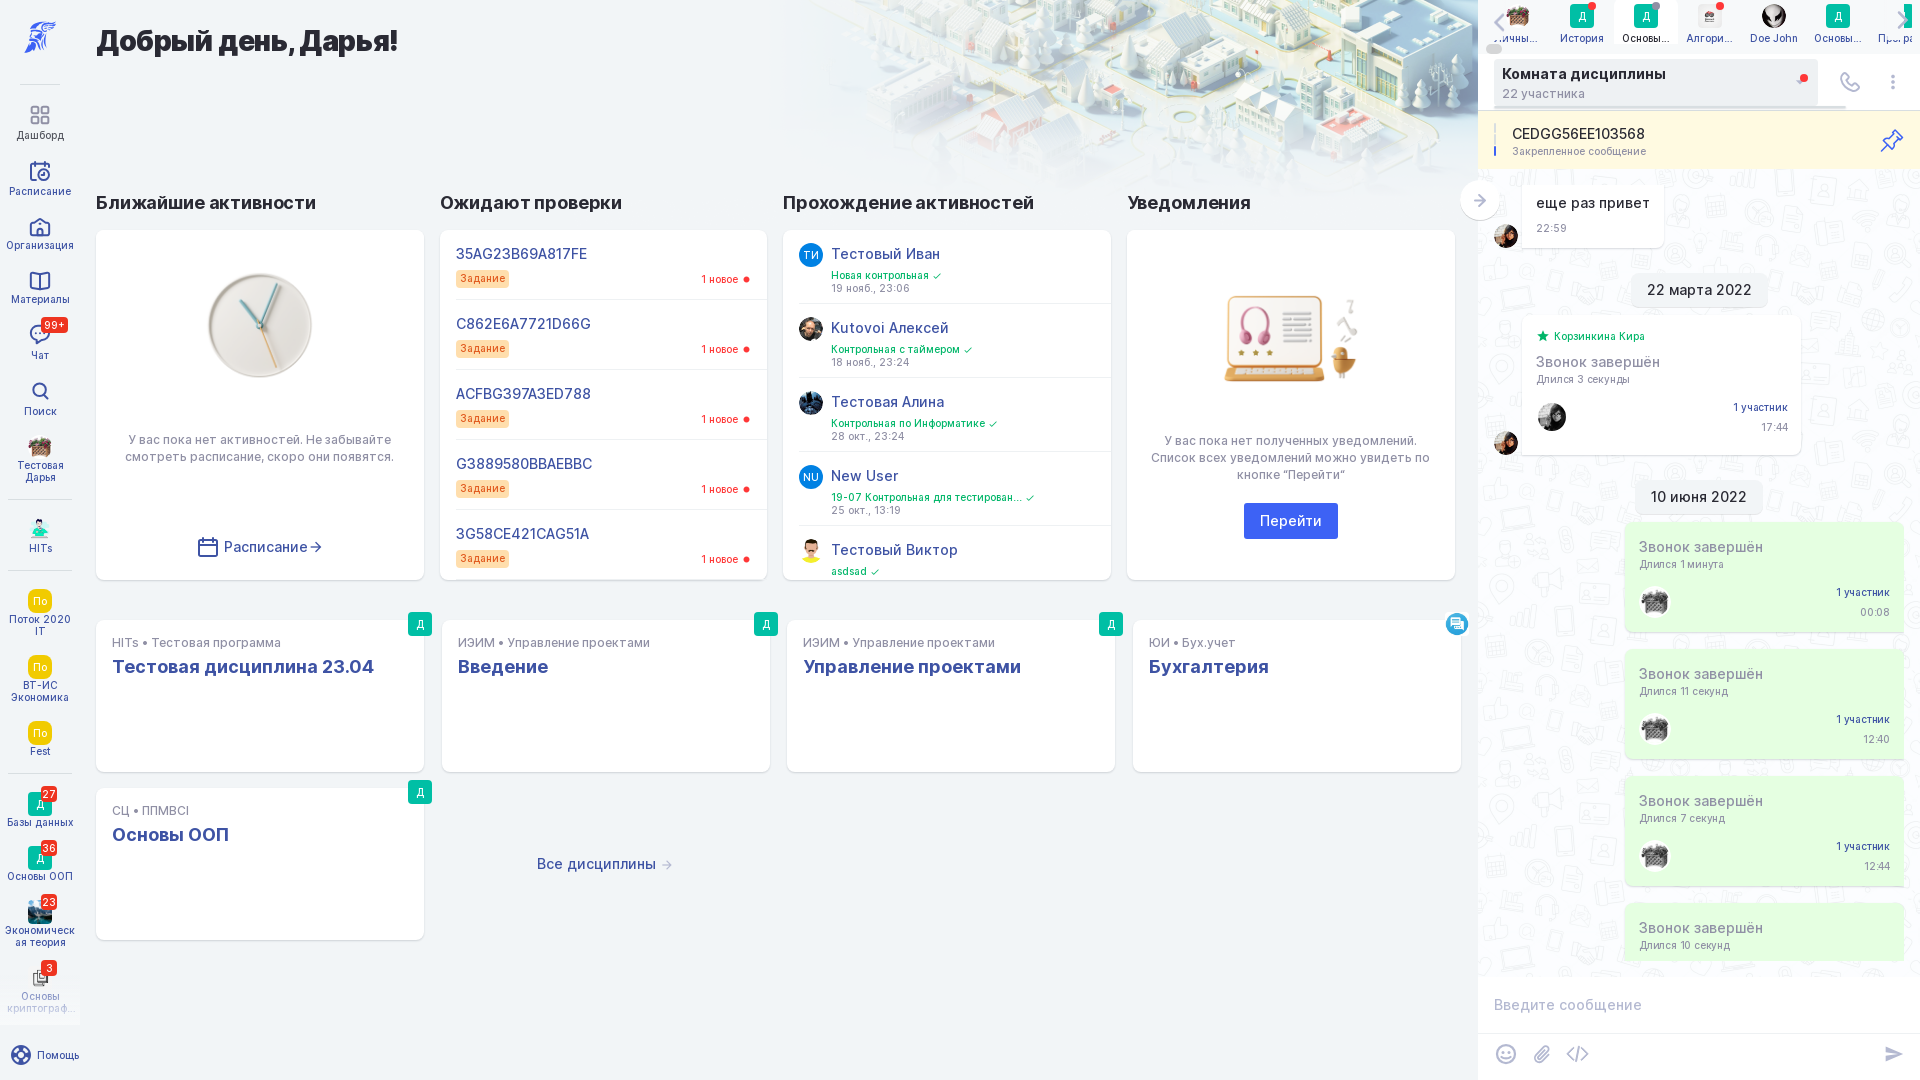 Дашборд
Расписание
Организация
Материалы
99+
Чат
Поиск
Тестовая
Дарья
HITs
По
Поток 2020
IT
По
ВТ-ИС
Экономика
По
Fest
27
Д
Базы данных
36
Д
Основы ООП
23
Экономическ
ая теория
3
Основы
криптограф...
Помощь
Добрый день, Дарья!
Ближайшие активности
У вас пока нет активностей. Не забывайте
смотреть расписание, скоро они появятся.
Расписание
Ожидают проверки
35AG23B69A817FE
Задание
1 новое
C862E6A7721D66G
Задание
1 новое
ACFBG397A3ED788
Задание
1 новое
G3889580BBAEBBC
Задание
1 новое
3G58CE421CAG51A
Задание
1 новое
Прохождение активностей
ТИ
Тестовый Иван
Новая контрольная
19 нояб., 23:06
Kutovoi Алексей
Контрольная с таймером
18 нояб., 23:24
Тестовая Алина
Контрольная по Информатике
28 окт., 23:24
NU
New User
19-07 Контрольная для тестирован...
25 окт., 13:19
Тестовый Виктор
asdsad
Уведомления
У вас пока нет полученных уведомлений.
Список всех уведомлений можно увидеть по
кнопке “Перейти”
Перейти
Д
HITs • Тестовая программа
Тестовая дисциплина 23.04
Д
ИЭИМ • Управление проектами
Введение
Д
ИЭИМ • Управление проектами
Управление проектами
ЮИ • Бух.учет
Бухгалтерия
Д
СЦ • ППМВСІ
Основы ООП
Все дисциплины
Личны...
Д
История
Д
Основы...
Алгори...
Doe John
Д
Основы...
Програ
Комната дисциплины
22 участника
CEDGG56EE103568
Закрепленное сообщение
еще раз привет
22:59
22 марта 2022
Корзинкина Кира
Звонок завершён
Длился 3 секунды
1 участник
17:44
10 июня 2022
Звонок завершён
Длился 1 минута
1 участник
00:08
Звонок завершён
Длился 11 секунд
1 участник
12:40
Звонок завершён
Длился 7 секунд
1 участник
12:44
Звонок завершён
Длился 10 секунд
Введите сообщение